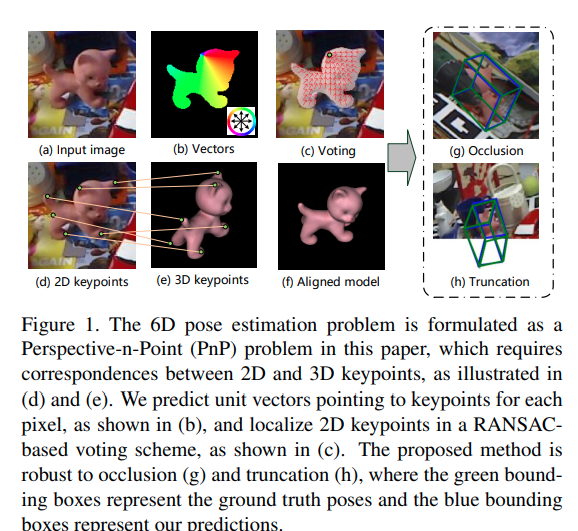 (a) Input image
(b) Vectors
(c) Voting
(g) Occlusion
(d) 2D keypoints
(e) 3D keypoints
(f) Aligned model
(h) Truncation
Figure 1. The 6D pose estimation problem is formulated as a
Perspective-n-Point (PnP) problem in this paper, which requires
correspondences between 2D and 3D keypoints, as illustrated in
(d) and (e). We predict unit vectors pointing to keypoints for each
pixel, as shown in (b), and localize 2D keypoints in a RANSAC-
based voting scheme, as shown in (c). The proposed method is
robust to occlusion (g) and truncation (h), where the green bound-
ing boxes represent the ground truth poses and the blue bounding
boxes represent our predictions.